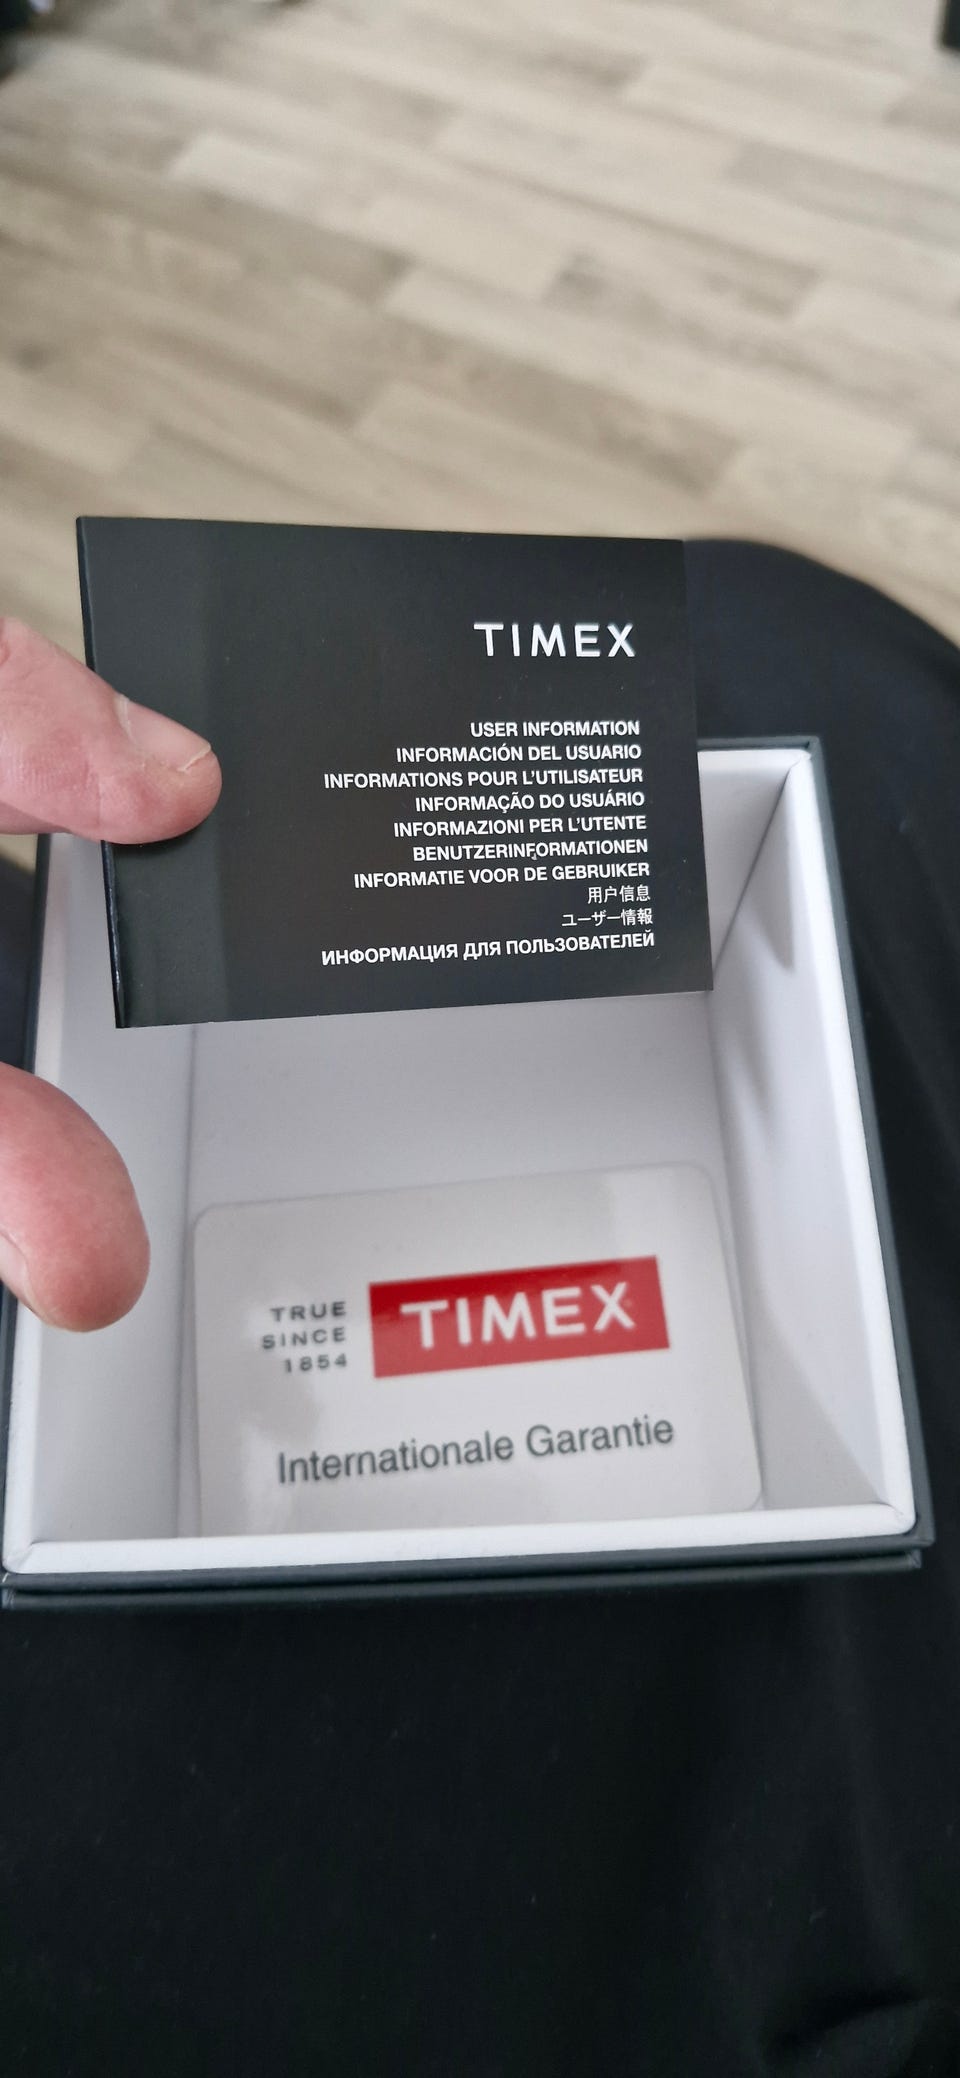 TIMEX
USER INFORMATION
INFORMACIÓN DEL USUARIO
INFORMATIONS POUR L'UTILISATEUR
INFORMAÇÃO DO USUÁRIO
INFORMAZIONI PER L'UTENTE
BENUTZERINFORMATIONEN
INFORMATIE VOOR DE GEBRUIKER
用户信息
ユーザー情報
ИНФОРМАЦИЯ ДЛЯ ПОЛЬЗОВАТЕЛЕЙ
TRUE
SINCE
1854
TIMEX
Internationale Garantie